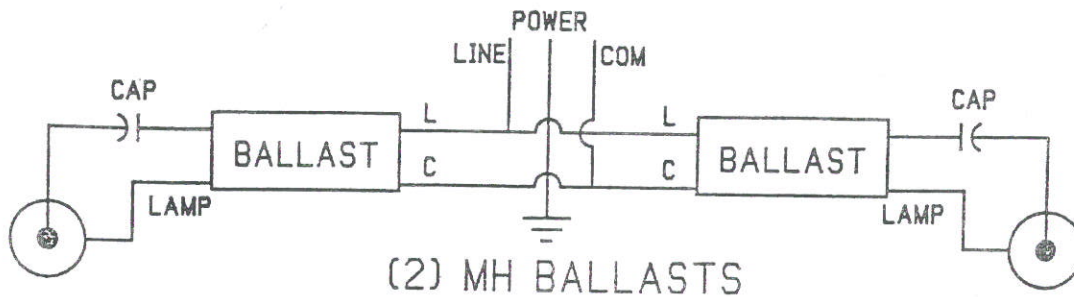 POWER
LINE
COM
CAP
CAP
L
L
BALLAST
BALLAST
C
C
LAMP
LAMP
(2) MH BALLASTS